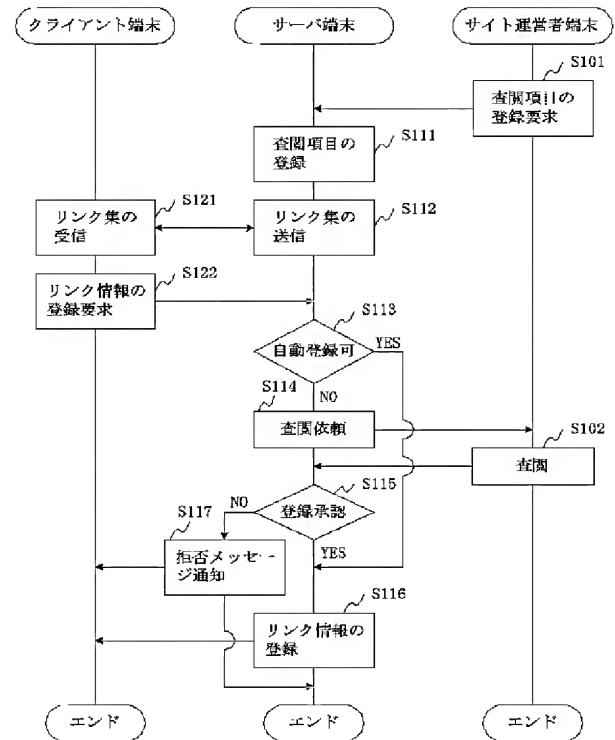 クライアント端末
サーバ端末
サイト運営者端末
S101
査閲項目の
登録要求
査閲項目の
登録
S111
リンク集の
受信
S121
リンク集の
送信
S112
リンク情報の
登録要求
S122
S113
自動登録可
YES
NO
S114
査閲依頼
S102
査閲
S115
登録承認
NO
YES
S117
拒否メッセー
ジ通知
S116
リンク情報の
登録
エンド
エンド
エンド